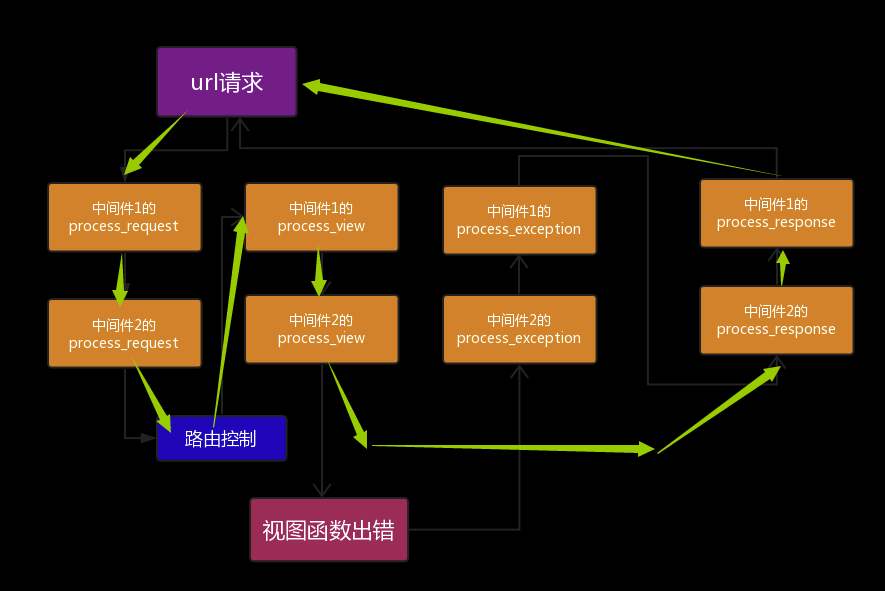 url请求
中间件1的
process_request
中间件1的
process_view
中间件1的
process_exception
中间件1的
process_response
中间件2的
process_request
中间件2的
process_view
中间件2的
process_exception
中间件2的
process_response
路由控制
视图函数出错